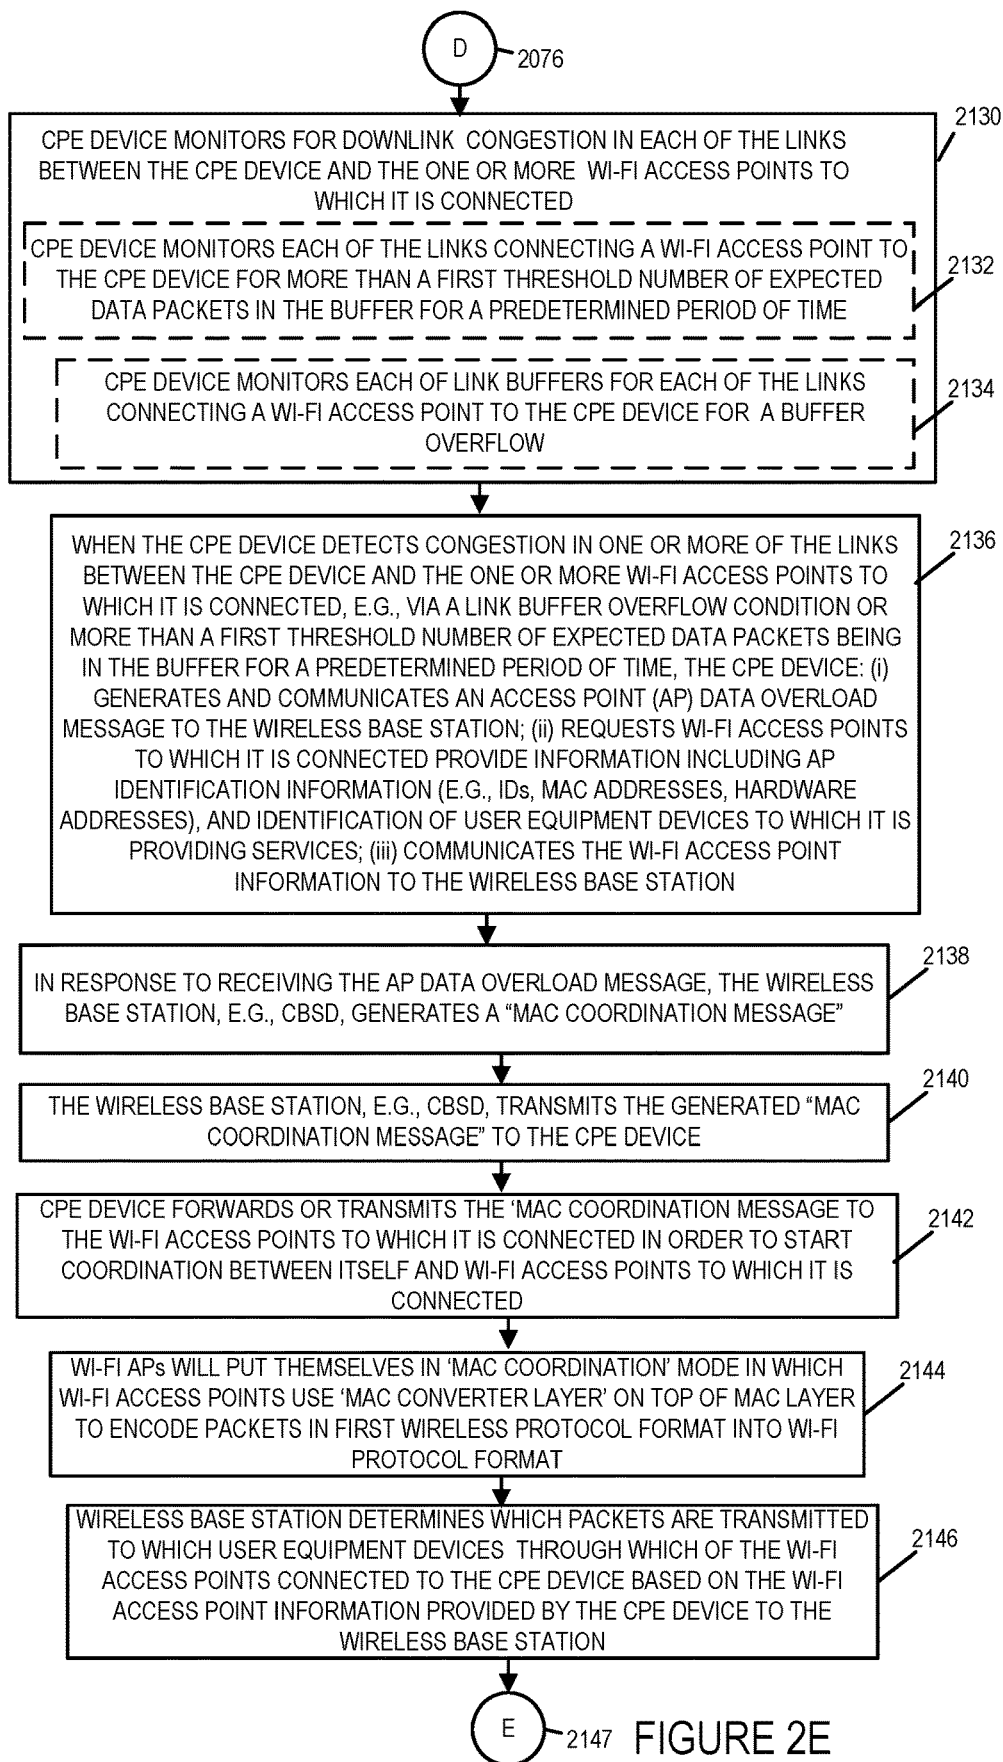 D
2076
2130
CPE DEVICE MONITORS FOR DOWNLINK CONGESTION IN EACH OF THE LINKS
BETWEEN THE CPE DEVICE AND THE ONE OR MORE WI-FI ACCESS POINTS TO
WHICH IT IS CONNECTED
CPE DEVICE MONITORS EACH OF THE LINKS CONNECTING A WI-FI ACCESS POINT TO
THE CPE DEVICE FOR MORE THAN A FIRST THRESHOLD NUMBER OF EXPECTED
DATA PACKETS IN THE BUFFER FOR A PREDETERMINED PERIOD OF TIME
2132
CPE DEVICE MONITORS EACH OF LINK BUFFERS FOR EACH OF THE LINKS
CONNECTING A WI-FI ACCESS POINT TO THE CPE DEVICE FOR A BUFFER
OVERFLOW
2134
WHEN THE CPE DEVICE DETECTS CONGESTION IN ONE OR MORE OF THE LINKS
BETWEEN THE CPE DEVICE AND THE ONE OR MORE WI-FI ACCESS POINTS TO
WHICH IT IS CONNECTED, E.G., VIA A LINK BUFFER OVERFLOW CONDITION OR
MORE THAN A FIRST THRESHOLD NUMBER OF EXPECTED DATA PACKETS BEING
IN THE BUFFER FOR A PREDETERMINED PERIOD OF TIME, THE CPE DEVICE: (i)
GENERATES AND COMMUNICATES AN ACCESS POINT (AP) DATA OVERLOAD
MESSAGE TO THE WIRELESS BASE STATION; (ii) REQUESTS WI-FI ACCESS POINTS
TO WHICH IT IS CONNECTED PROVIDE INFORMATION INCLUDING AP
IDENTIFICATION INFORMATION (E.G., IDs, MAC ADDRESSES, HARDWARE
ADDRESSES), AND IDENTIFICATION OF USER EQUIPMENT DEVICES TO WHICH IT IS
PROVIDING SERVICES; (iii) COMMUNICATES THE WI-FI ACCESS POINT
INFORMATION TO THE WIRELESS BASE STATION
2136
IN RESPONSE TO RECEIVING THE AP DATA OVERLOAD MESSAGE, THE WIRELESS
BASE STATION, E.G., CBSD, GENERATES A “MAC COORDINATION MESSAGE”
2138
THE WIRELESS BASE STATION, E.G., CBSD, TRANSMITS THE GENERATED “MAC
COORDINATION MESSAGE” TO THE CPE DEVICE
2140
CPE DEVICE FORWARDS OR TRANSMITS THE ‘MAC COORDINATION MESSAGE TO
THE WI-FI ACCESS POINTS TO WHICH IT IS CONNECTED IN ORDER TO START
COORDINATION BETWEEN ITSELF AND WI-FI ACCESS POINTS TO WHICH IT IS
CONNECTED
2142
WI-FI APs WILL PUT THEMSELVES IN ‘MAC COORDINATION’ MODE IN WHICH
WI-FI ACCESS POINTS USE ‘MAC CONVERTER LAYER’ ON TOP OF MAC LAYER
TO ENCODE PACKETS IN FIRST WIRELESS PROTOCOL FORMAT INTO WI-FI
PROTOCOL FORMAT
2144
WIRELESS BASE STATION DETERMINES WHICH PACKETS ARE TRANSMITTED
TO WHICH USER EQUIPMENT DEVICES THROUGH WHICH OF THE WI-FI
ACCESS POINTS CONNECTED TO THE CPE DEVICE BASED ON THE WI-FI
ACCESS POINT INFORMATION PROVIDED BY THE CPE DEVICE TO THE
WIRELESS BASE STATION
2146
E
2147
FIGURE 2E